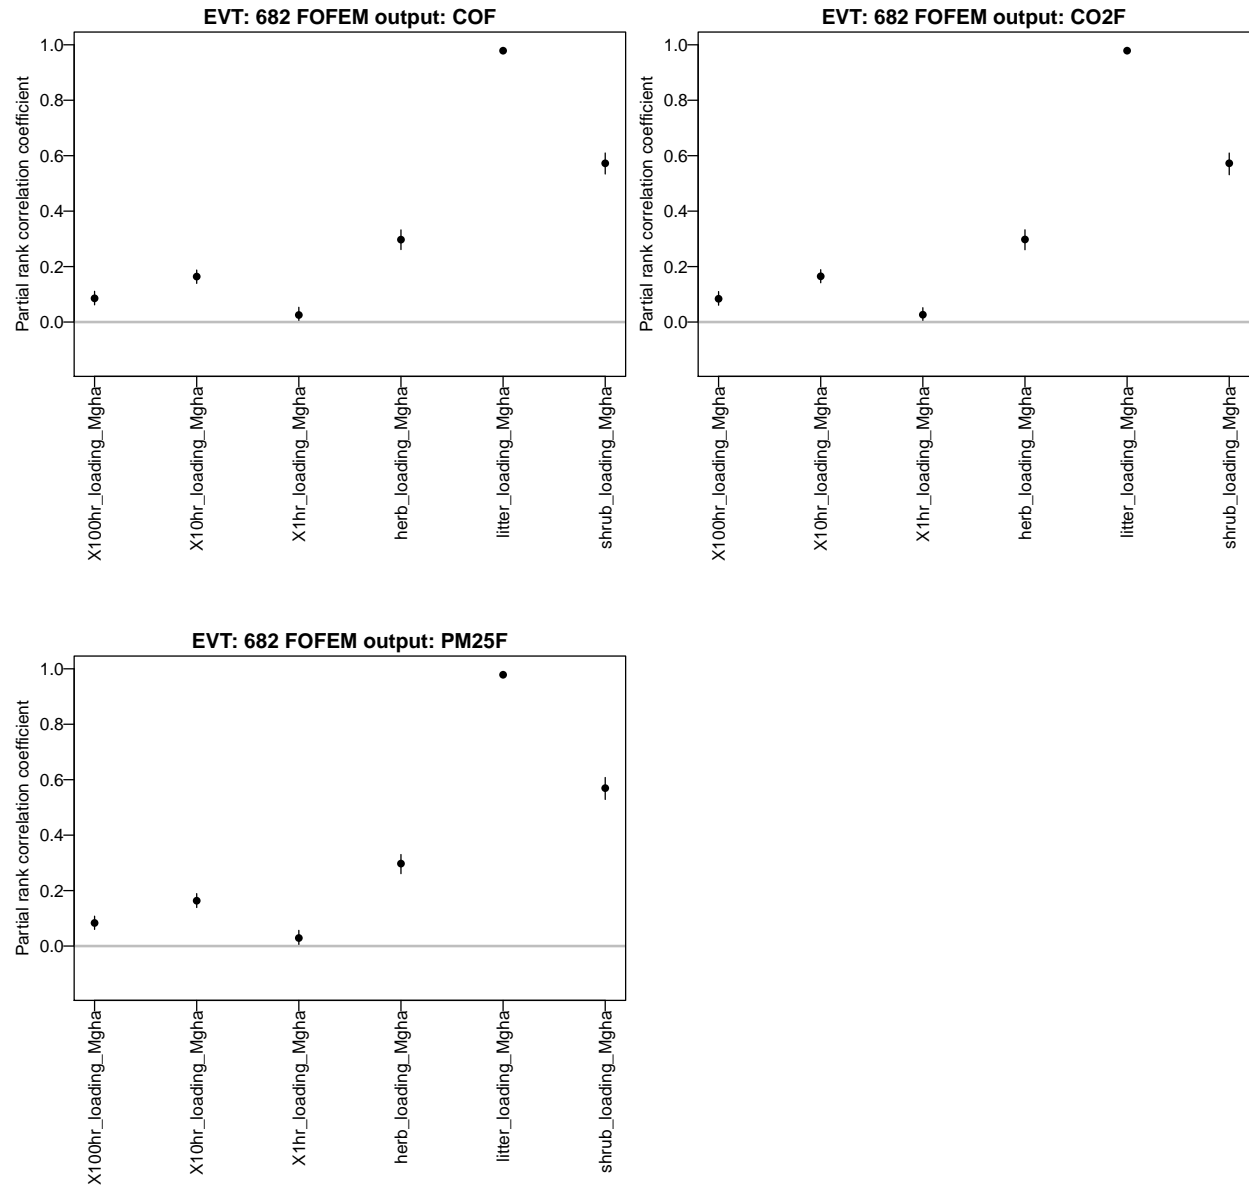 EVT: 682 FOFEM output: COF
Partial rank correlation coefficient
1.0
0.8
0.6
0.4
0.2
0.0
X100hr_loading_Mgha
X10hr_loading_Mgha
X1hr_loading_Mgha
herb_loading_Mgha
litter_loading_Mgha
shrub_loading_Mgha
EVT: 682 FOFEM output: CO2F
Partial rank correlation coefficient
1.0
0.8
0.6
0.4
0.2
0.0
X100hr_loading_Mgha
X10hr_loading_Mgha
X1hr_loading_Mgha
herb_loading_Mgha
litter_loading_Mgha
shrub_loading_Mgha
EVT: 682 FOFEM output: PM25F
Partial rank correlation coefficient
1.0
0.8
0.6
0.4
0.2
0.0
X100hr_loading_Mgha
X10hr_loading_Mgha
X1hr_loading_Mgha
herb_loading_Mgha
litter_loading_Mgha
shrub_loading_Mgha